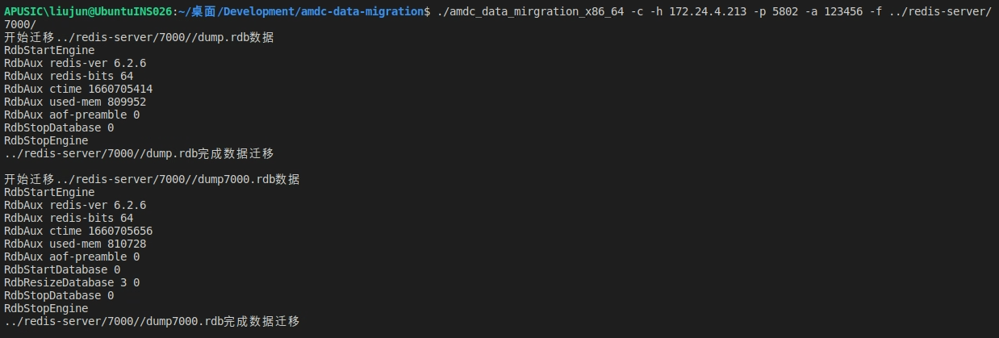 APUSIC\liujun@UbuntuINS026:~/桌面/Development/amdc-data-migration$ ./amdc_data_mirgration_x86_64 -c -h 172.24.4.213 -p 5802 -a 123456 -f ../redis-server/
7000/
开始迁移../redis-server/7000//dump.rdb数据
RdbStartEngine
RdbAux redis-ver 6.2.6
RdbAux redis-bits 64
RdbAux ctime 1660705414
RdbAux used-mem 809952
RdbAux aof-preamble 0
RdbStopDatabase 0
RdbStopEngine
../redis-server/7000//dump.rdb完成数据迁移
开始迁移../redis-server/7000//dump7000.rdb数据
RdbStartEngine
RdbAux redis-ver 6.2.6
RdbAux redis-bits 64
RdbAux ctime 1660705656
RdbAux used-mem 810728
RdbAux aof-preamble 0
RdbStartDatabase 0
RdbResizeDatabase 3 0
RdbStopDatabase 0
RdbStopEngine
../redis-server/7000//dump7000.rdb完成数据迁移